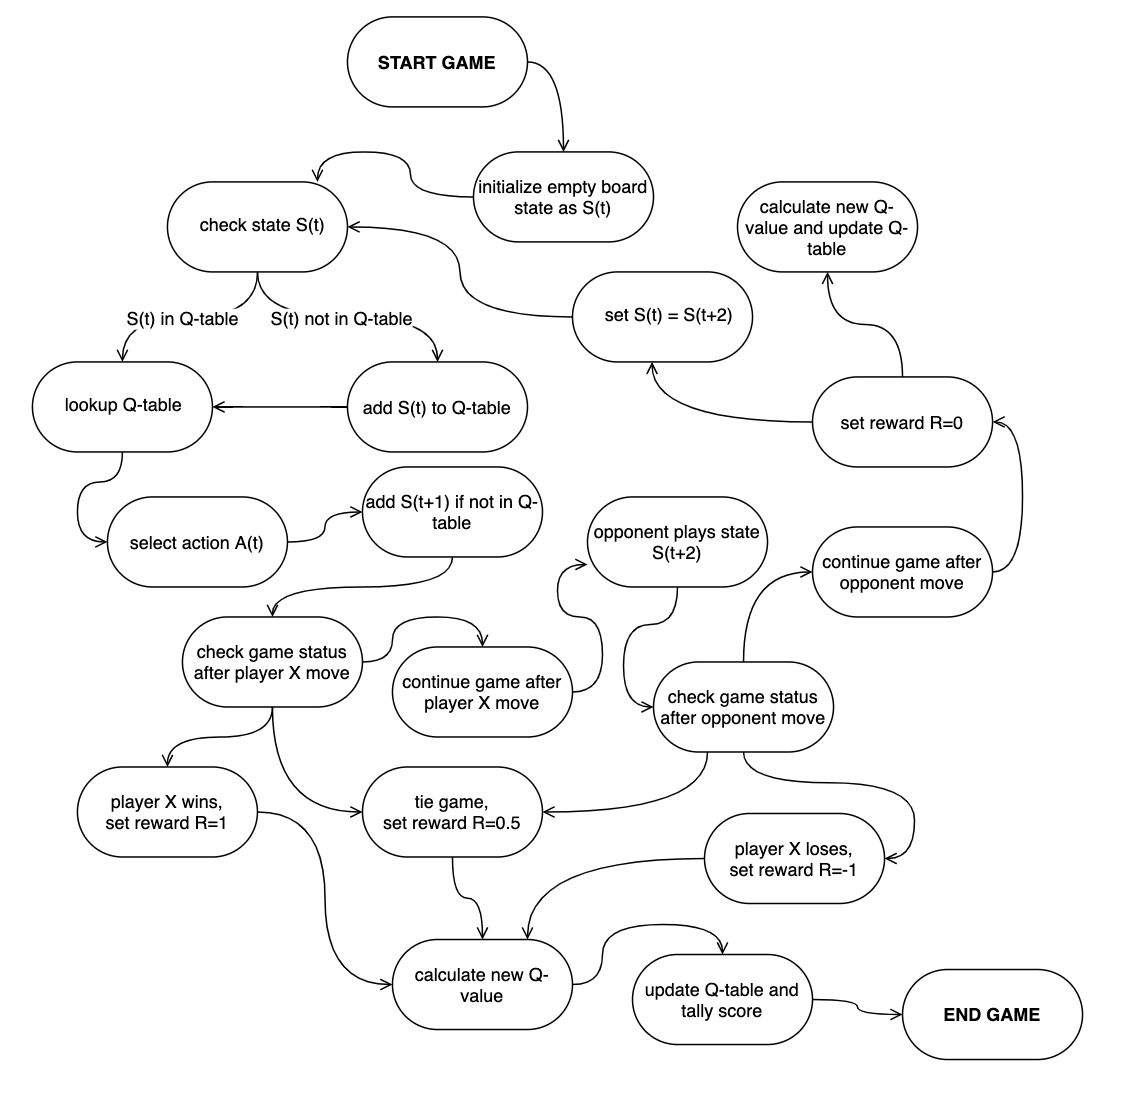 START GAME
initialize empty board
state as S(t)
check state S(t)
calculate new Q-
value and update Q-
table
set S(t) = S(t+2)
S(t) in Q-table
S(t) not in Q-table
lookup Q-table
add S(t) to Q-table
set reward R=0
add S(t+1) if not in Q-
table
select action A(t)
opponent plays state
S(t+2)
continue game after
opponent move
check game status
after player X move
continue game after
player X move
check game status
after opponent move
player X wins,
set reward R=1
tie game,
set reward R=0.5
player X loses,
set reward R=-1
calculate new Q-
value
update Q-table and
tally score
END GAME